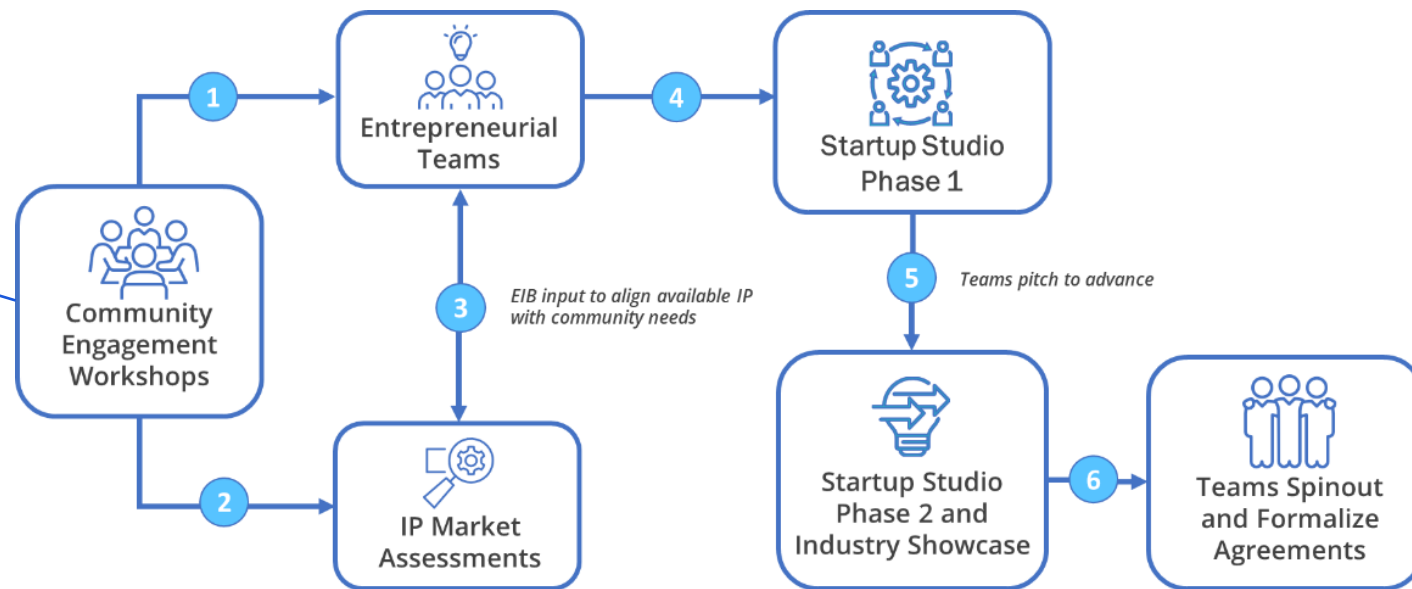 1
Entrepreneurial
Teams
4
Startup Studio
Phase 1
Community
Engagement
Workshops
3
EIB input to align available IP
with community needs
5
Teams pitch to advance
2
IP Market
Assessments
Startup Studio
Phase 2 and
Industry Showcase
6
Teams Spinout
and Formalize
Agreements